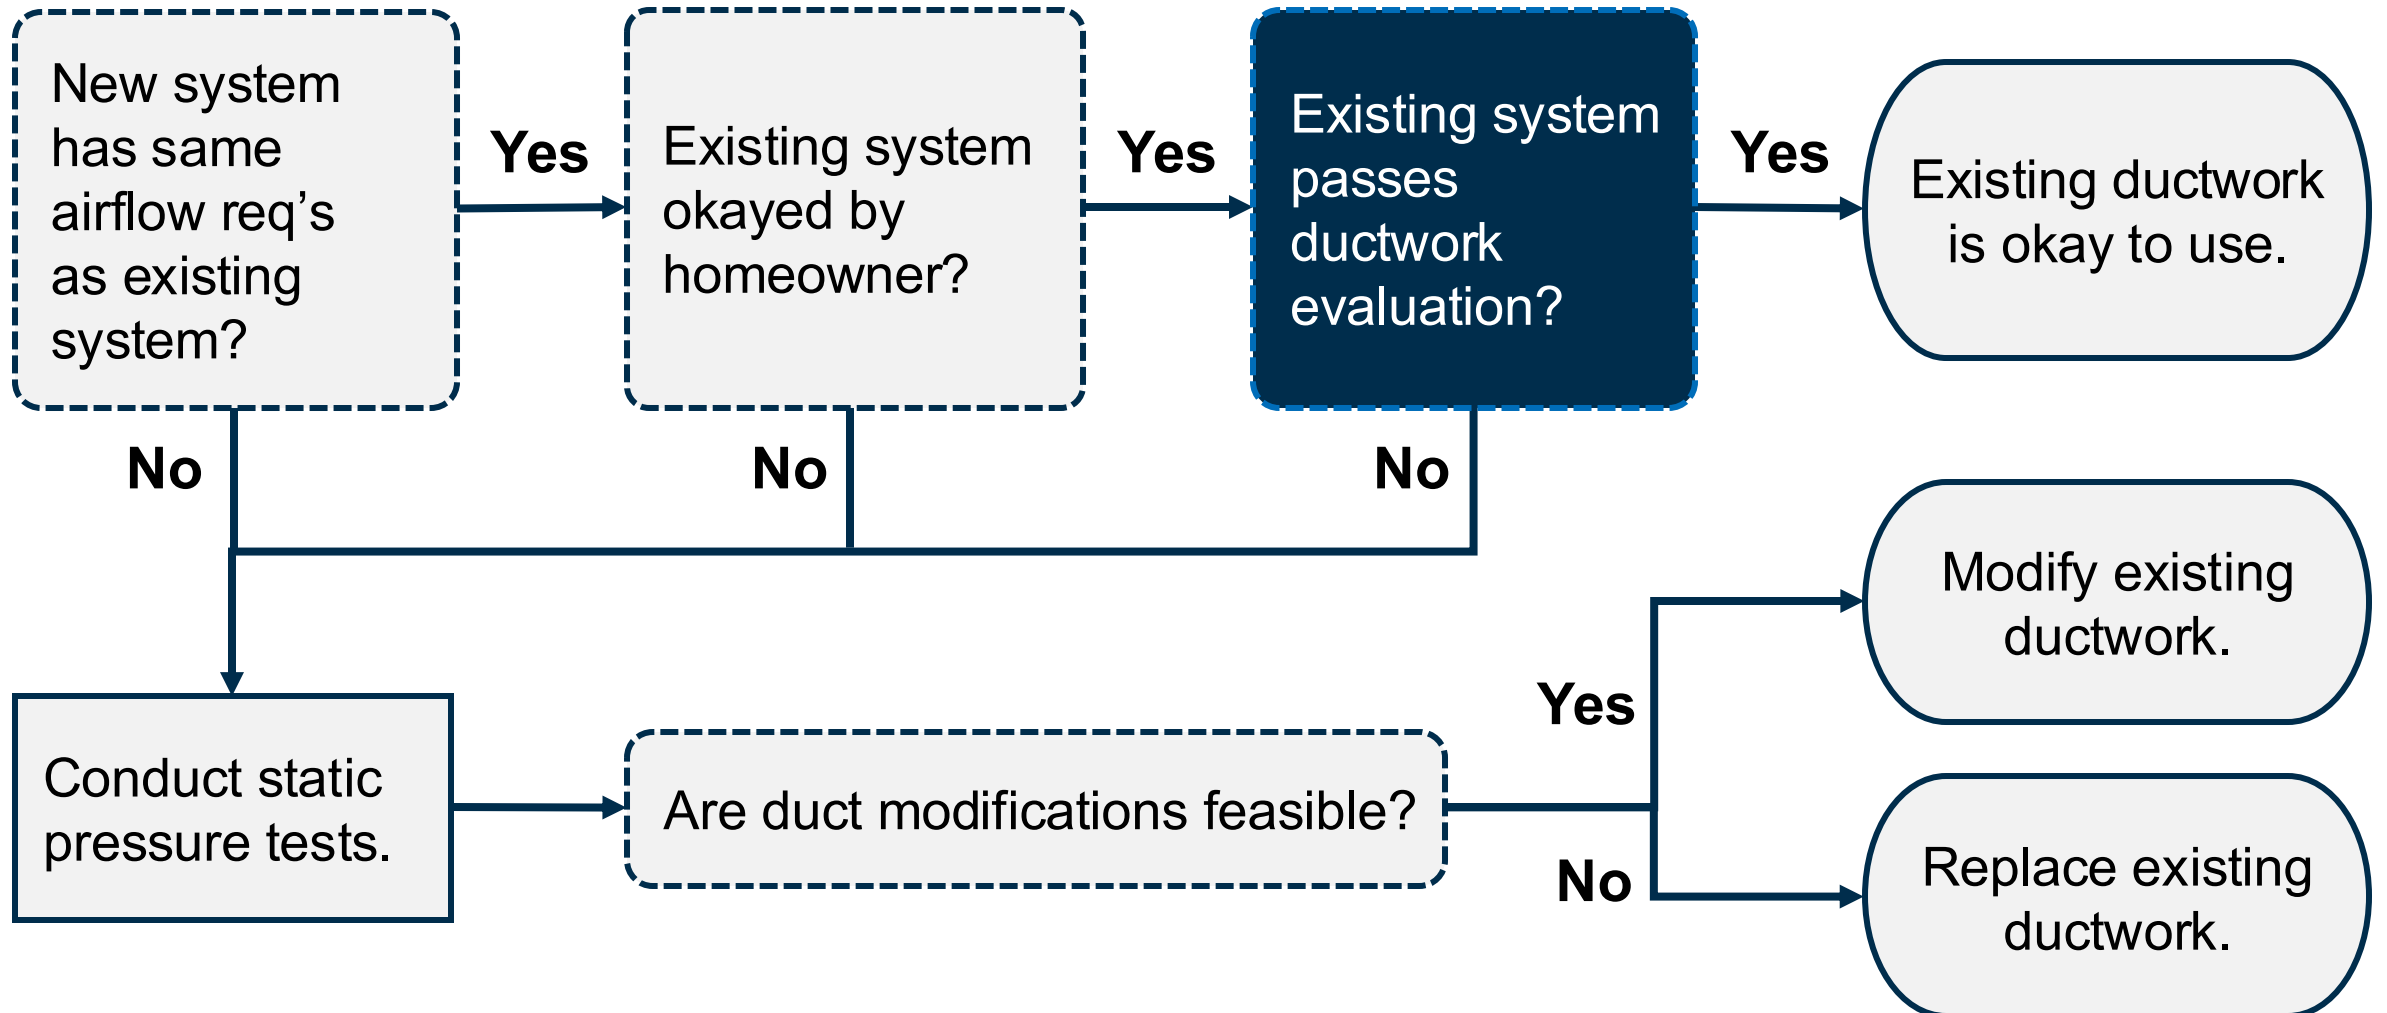 New system
has same
airflow req’s
as existing
system?
Yes
Existing system
okayed by
homeowner?
Yes
Existing system
passes
ductwork
evaluation?
Yes
Existing ductwork
is okay to use.
No
No
No
Conduct static
pressure tests.
Are duct modifications feasible?
Yes
Modify existing
ductwork.
No
Replace existing
ductwork.